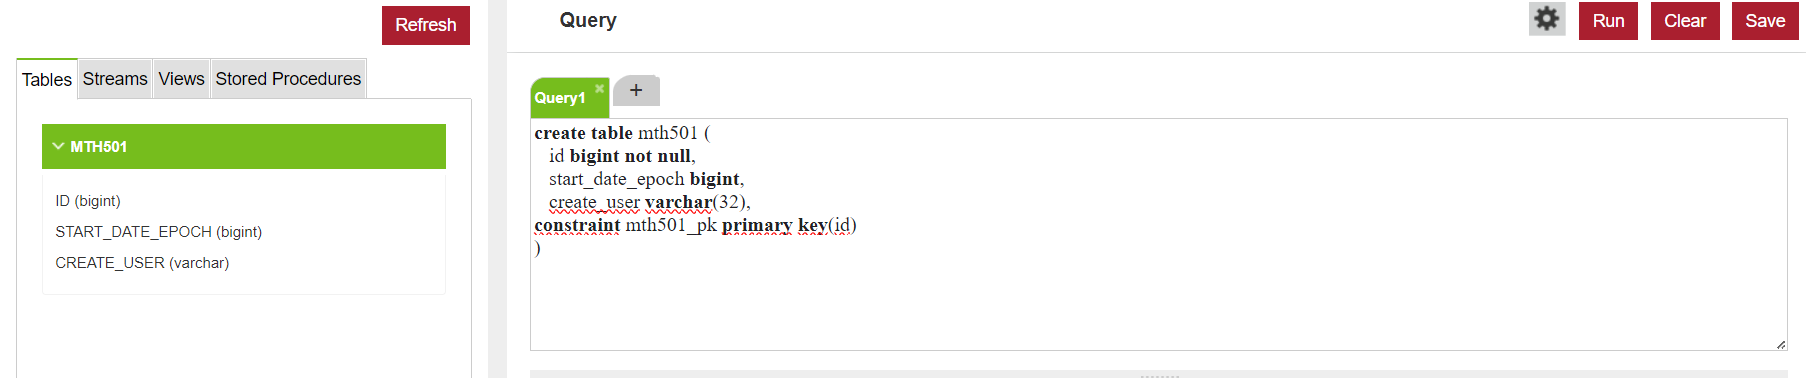 Refresh
Tables Streams Views Stored Procedures
MTH501
ID (bigint)
START_DATE_EPOCH (bigint)
CREATE_USER (varchar)
Query
Run Clear Save
Query1 × +
create table mth501 (
id bigint not null,
start_date_epoch bigint,
create_user varchar(32),
constraint mth501_pk primary key(id)
)